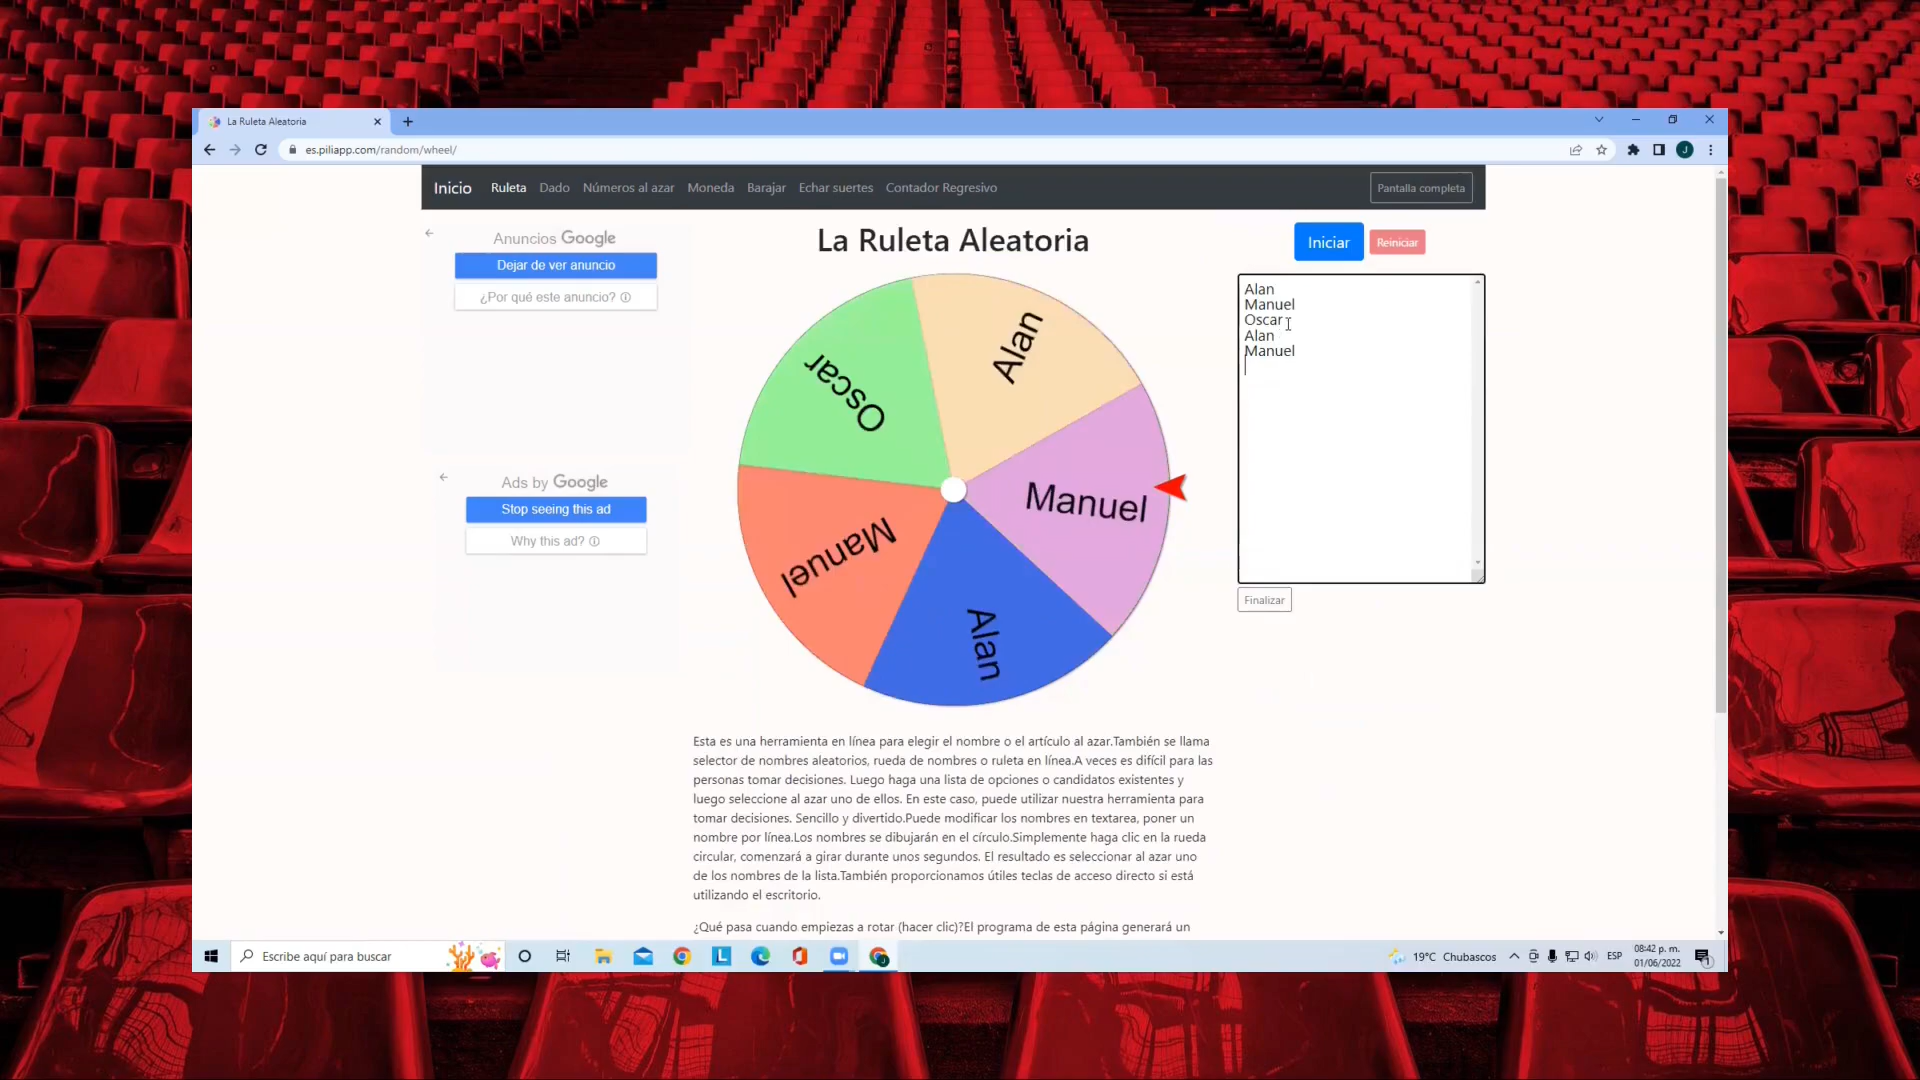 La Ruleta Aleatoria
es.piliapp.com/random/wheel/
J
Inicio Ruleta Dado Números al azar Moneda Barajar Echar suertes Contador Regresivo Pantalla completa
Anuncios Google
Dejar de ver anuncio
¿Por qué este anuncio?
Ads by Google
Stop seeing this ad
Why this ad?
La Ruleta Aleatoria
Alan
Oscar
Manuel
Manuel
Alan
Iniciar Reiniciar
Alan
Manuel
Oscar
Alan
Manuel
Finalizar
Esta es una herramienta en línea para elegir el nombre o el artículo al azar.También se llama
selector de nombres aleatorios, rueda de nombres o ruleta en línea.A veces es difícil para las
personas tomar decisiones. Luego haga una lista de opciones o candidatos existentes y
luego seleccione al azar uno de ellos. En este caso, puede utilizar nuestra herramienta para
tomar decisiones. Sencillo y divertido.Puede modificar los nombres en textarea, poner un
nombre por línea.Los nombres se dibujarán en el círculo.Simplemente haga clic en la rueda
circular, comenzará a girar durante unos segundos. El resultado es seleccionar al azar uno
de los nombres de la lista.También proporcionamos útiles teclas de acceso directo si está
utilizando el escritorio.
¿Qué pasa cuando empiezas a rotar (hacer clic)?El programa de esta página generará un
Escribe aquí para buscar
L
19°C Chubascos
ESP
08:42 p. m.
01/06/2022
1